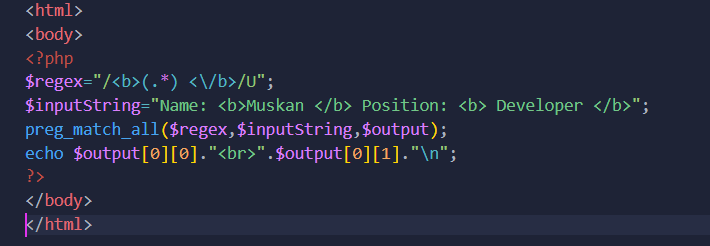 <html>
<body>
<?php
$regex="/<b>(.*) <\/b>/U";
$inputString="Name: <b>Muskan </b> Position: <b> Developer </b>";
preg_match_all($regex,$inputString,$output);
echo $output[0][0]."<br>".$output[0][1]."\n";
?>
</body>
</html>